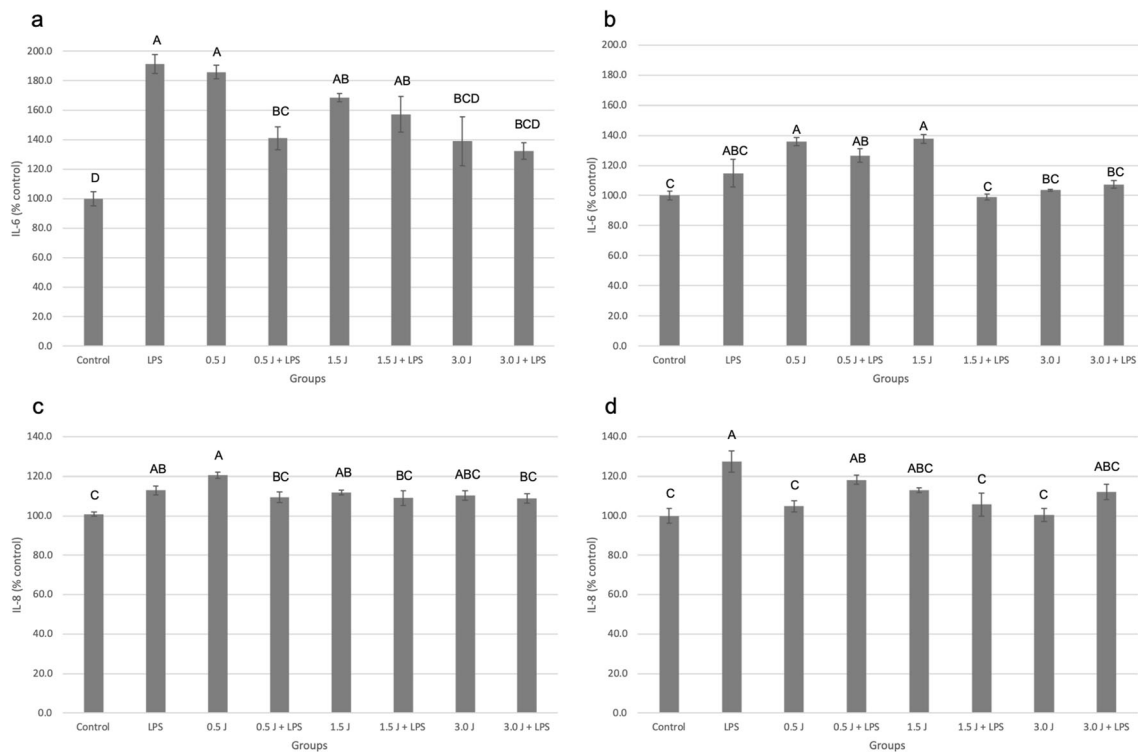 a
IL-6 (% control)
200.0
180.0
160.0
140.0
120.0
100.0
80.0
60.0
40.0
20.0
0.0
D
A
A
BC
AB
AB
BCD
BCD
Control LPS 0.5 J 0.5 J + LPS 1.5 J 1.5 J + LPS 3.0 J 3.0 J + LPS
Groups
b
IL-6 (% control)
200.0
180.0
160.0
140.0
120.0
100.0
80.0
60.0
40.0
20.0
0.0
C
ABC
A
AB
A
C
BC
BC
Control LPS 0.5 J 0.5 J + LPS 1.5 J 1.5 J + LPS 3.0 J 3.0 J + LPS
Groups
c
IL-8 (% control)
140.0
120.0
100.0
80.0
60.0
40.0
20.0
0.0
C
AB
A
BC
AB
BC
ABC
BC
Control LPS 0.5 J 0.5 J + LPS 1.5 J 1.5 J + LPS 3.0 J 3.0 J + LPS
Groups
d
IL-8 (% control)
140.0
120.0
100.0
80.0
60.0
40.0
20.0
0.0
C
A
C
AB
ABC
C
C
ABC
Control LPS 0.5 J 0.5 J + LPS 1.5 J 1.5 J + LPS 3.0 J 3.0 J + LPS
Groups